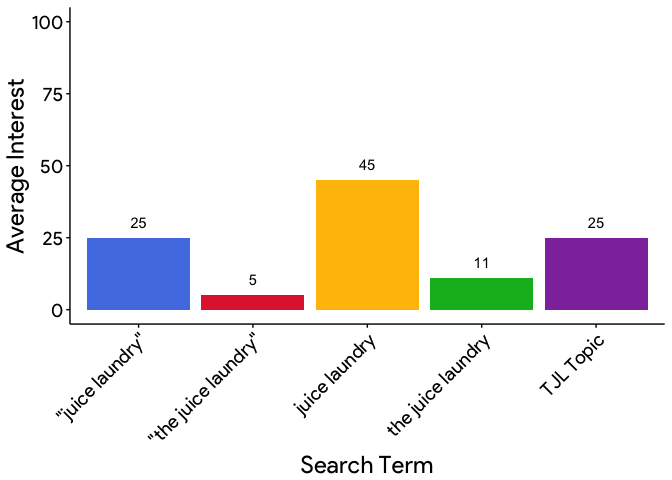 Average Interest
100
75
50
25
0
25
5
45
11
25
"juice laundry"
"the juice laundry"
juice laundry
the juice laundry
TJL Topic
Search Term